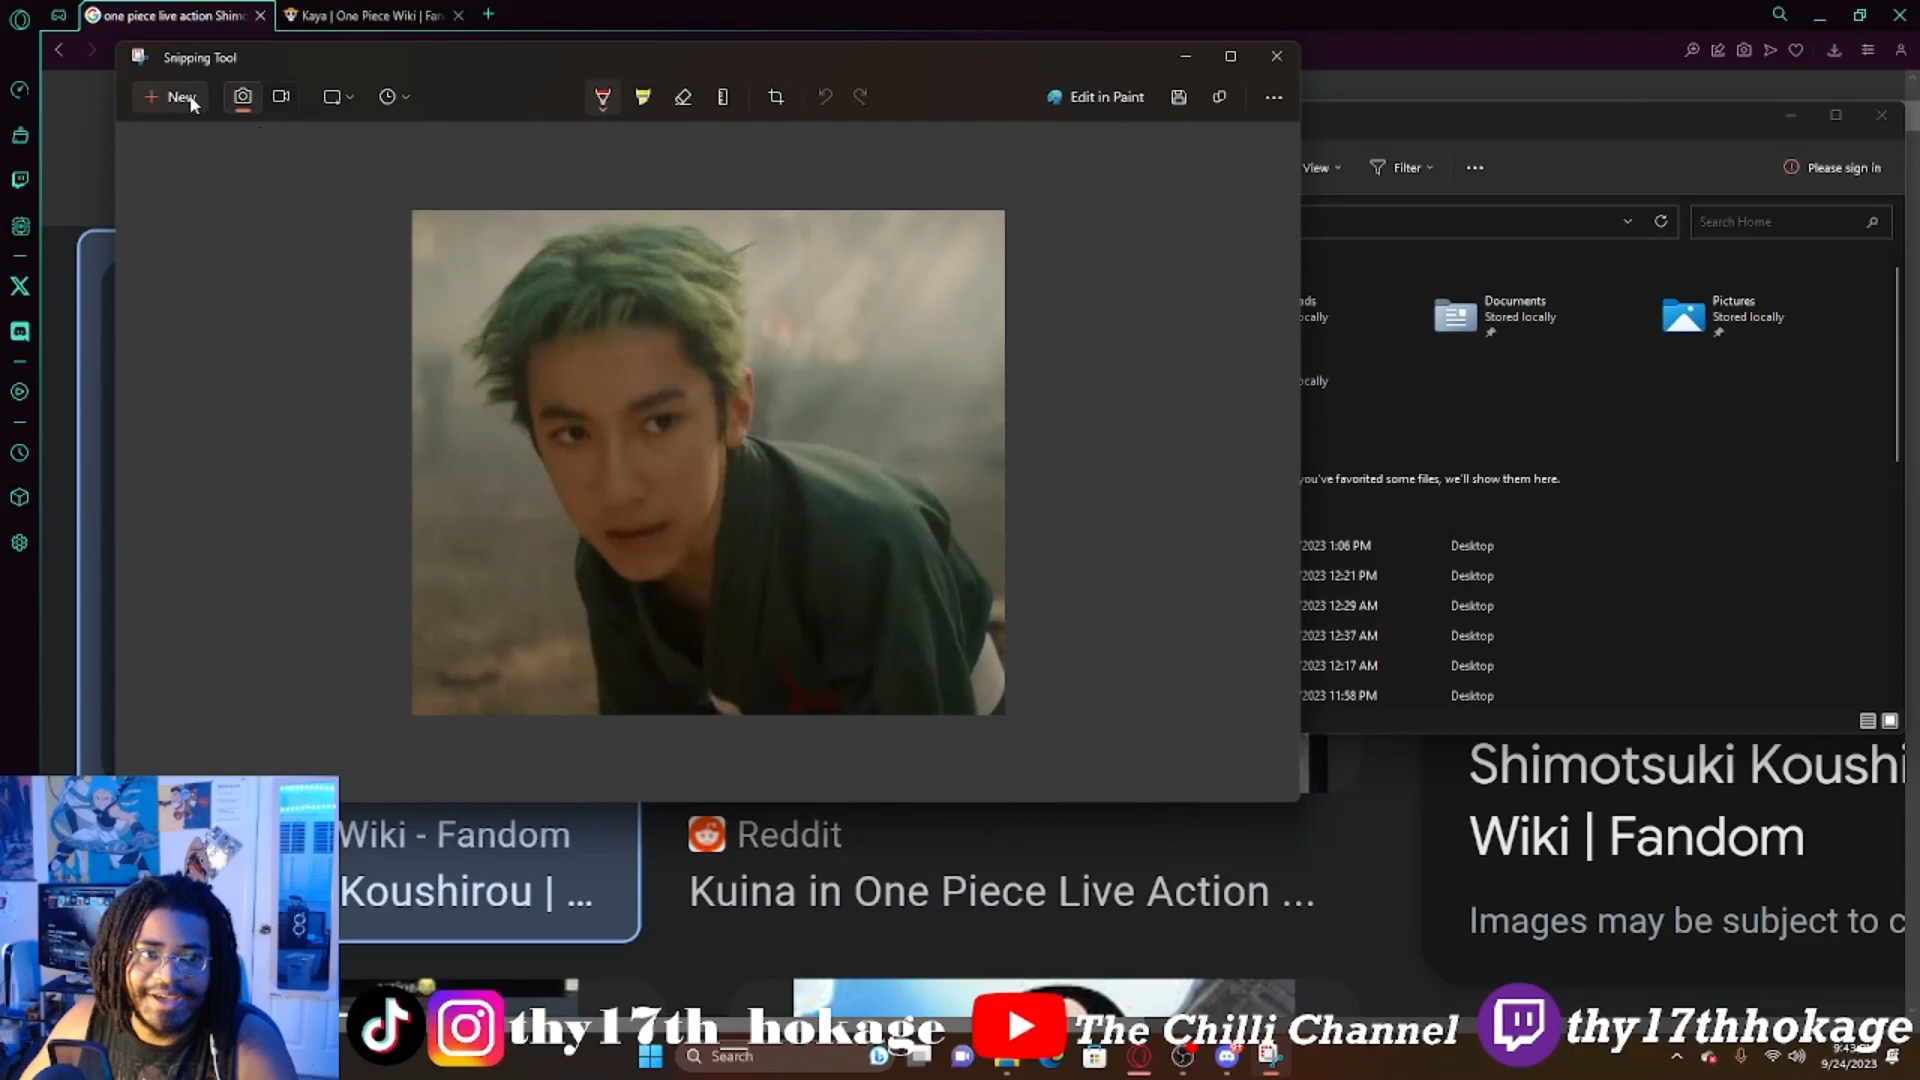 one piece live action Shimo
Kaya | One Piece Wiki | Fan
Snipping Tool
New
Edit in Paint
View
Filter
Please sign in
Search Home
ads
ocally
Documents
Stored locally
Pictures
Stored locally
ocally
you've favorited some files, we'll show them here.
/2023 1:06 PM Desktop
/2023 12:21 PM Desktop
/2023 12:29 AM Desktop
/2023 12:37 AM Desktop
/2023 12:17 AM Desktop
/2023 11:58 PM Desktop
Shimotsuki Koushi
Wiki | Fandom
Images may be subject to c
Wiki - Fandom
Koushirou | ...
Reddit
Kuina in One Piece Live Action ...
thy17th_hokage
The Chilli Channel
thy17thhokage
Search
9/24/2023